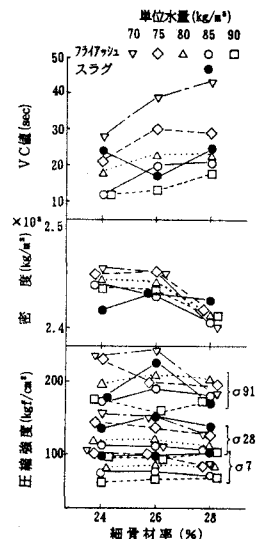 単位水量(kg/m³)
70 75 80 85 90
フライアッシュ ▽ ◇ △ ○ □
スラグ ●
50
40
30
20
10
0
VC値(sec)
×10³
2.5
2.4
密度(kg/m³)
200
100
圧縮強度(kgf/cm²)
σ91
σ28
σ7
24 26 28
細骨材率(%)